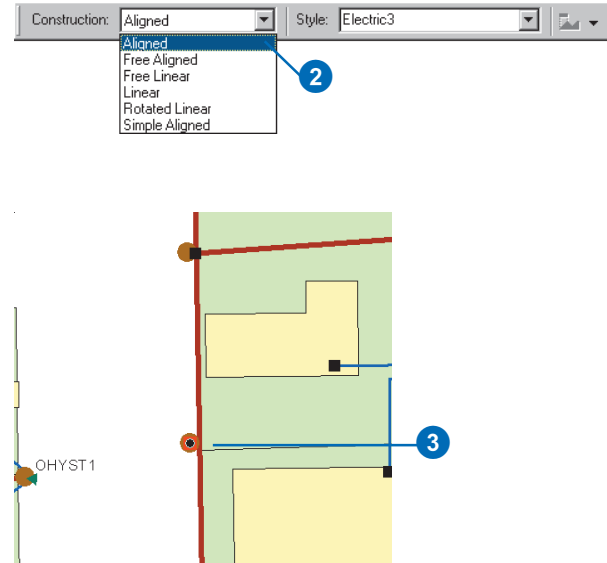 Construction: Aligned Style: Electric3
Aligned
Free Aligned
Free Linear
Linear
Rotated Linear
Simple Aligned
2
3
OHYST1